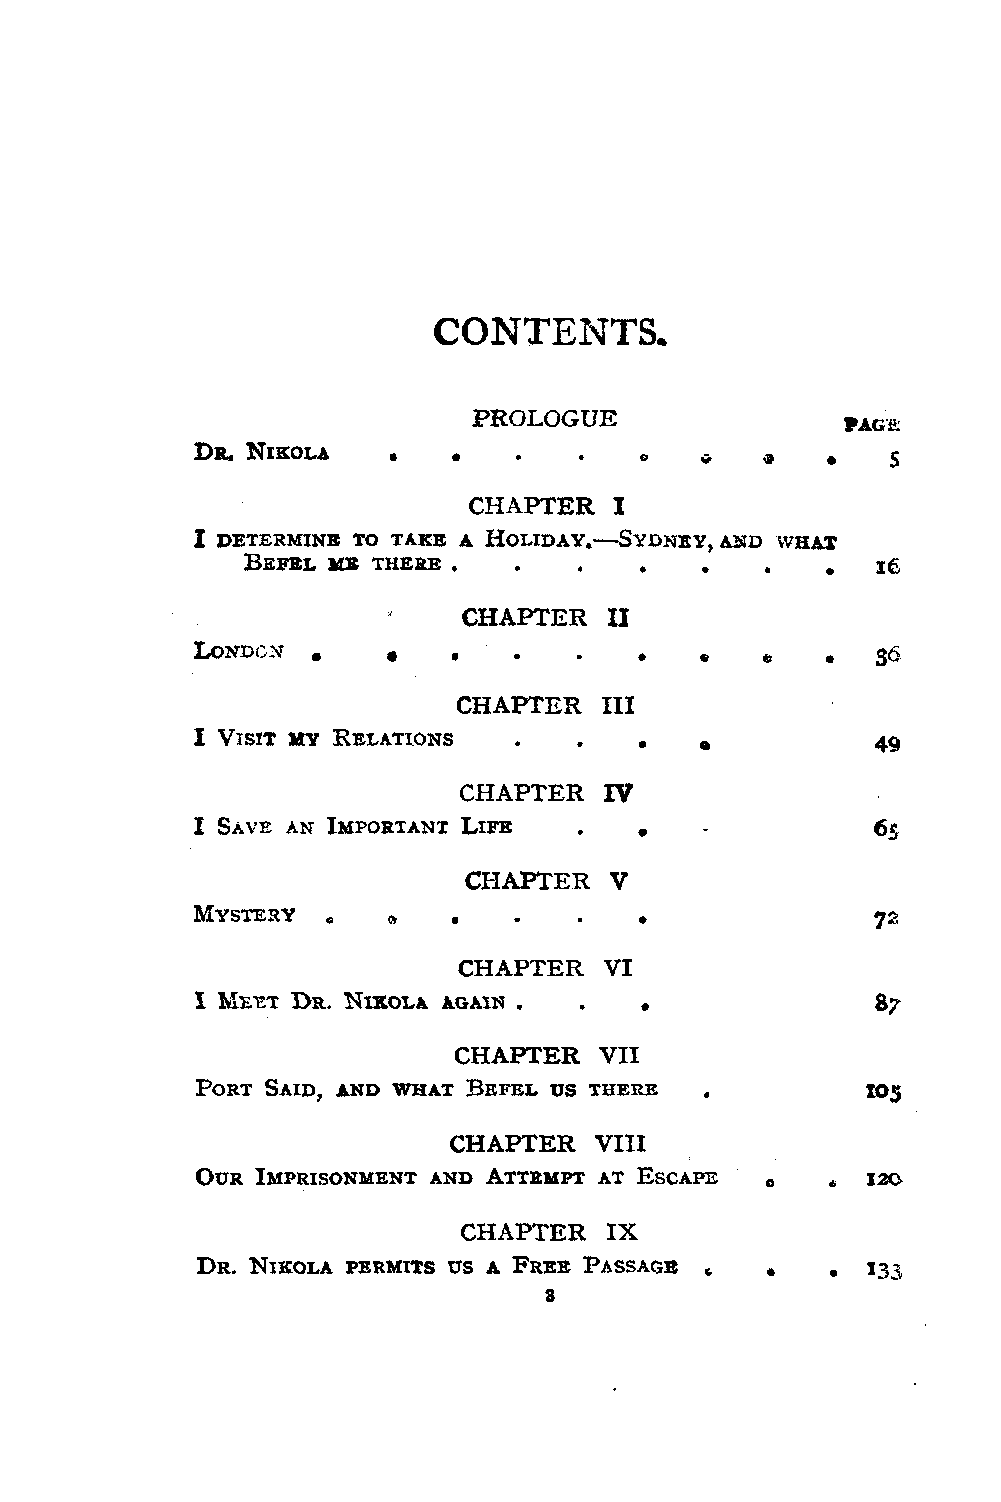 CONTENTS.
PROLOGUE
PAGE
DR. NIKOLA . . . . . . . . 5
CHAPTER I
I DETERMINE TO TAKE A HOLIDAY.—SYDNEY, AND WHAT
BEFEL ME THERE . . . . . . . 16
CHAPTER II
LONDON . . . . . . . . . 36
CHAPTER III
I VISIT MY RELATIONS . . . . 49
CHAPTER IV
I SAVE AN IMPORTANT LIFE . . . 65
CHAPTER V
MYSTERY . . . . . . 72
CHAPTER VI
I MEET DR. NIKOLA AGAIN . . . 87
CHAPTER VII
PORT SAID, AND WHAT BEFEL US THERE . 105
CHAPTER VIII
OUR IMPRISONMENT AND ATTEMPT AT ESCAPE . . 120
CHAPTER IX
DR. NIKOLA PERMITS US A FREE PASSAGE . . . 133
3